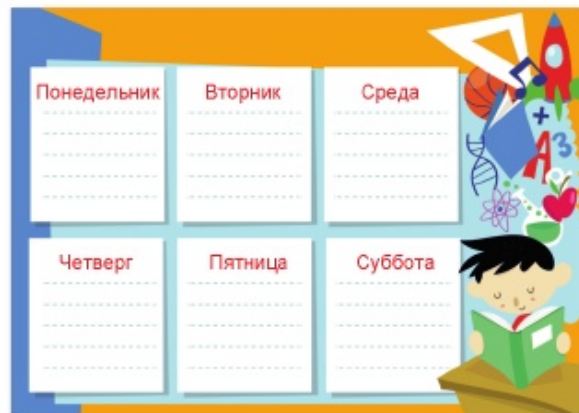 Понедельник
Вторник
Среда
+
А З
Четверг
Пятница
Суббота